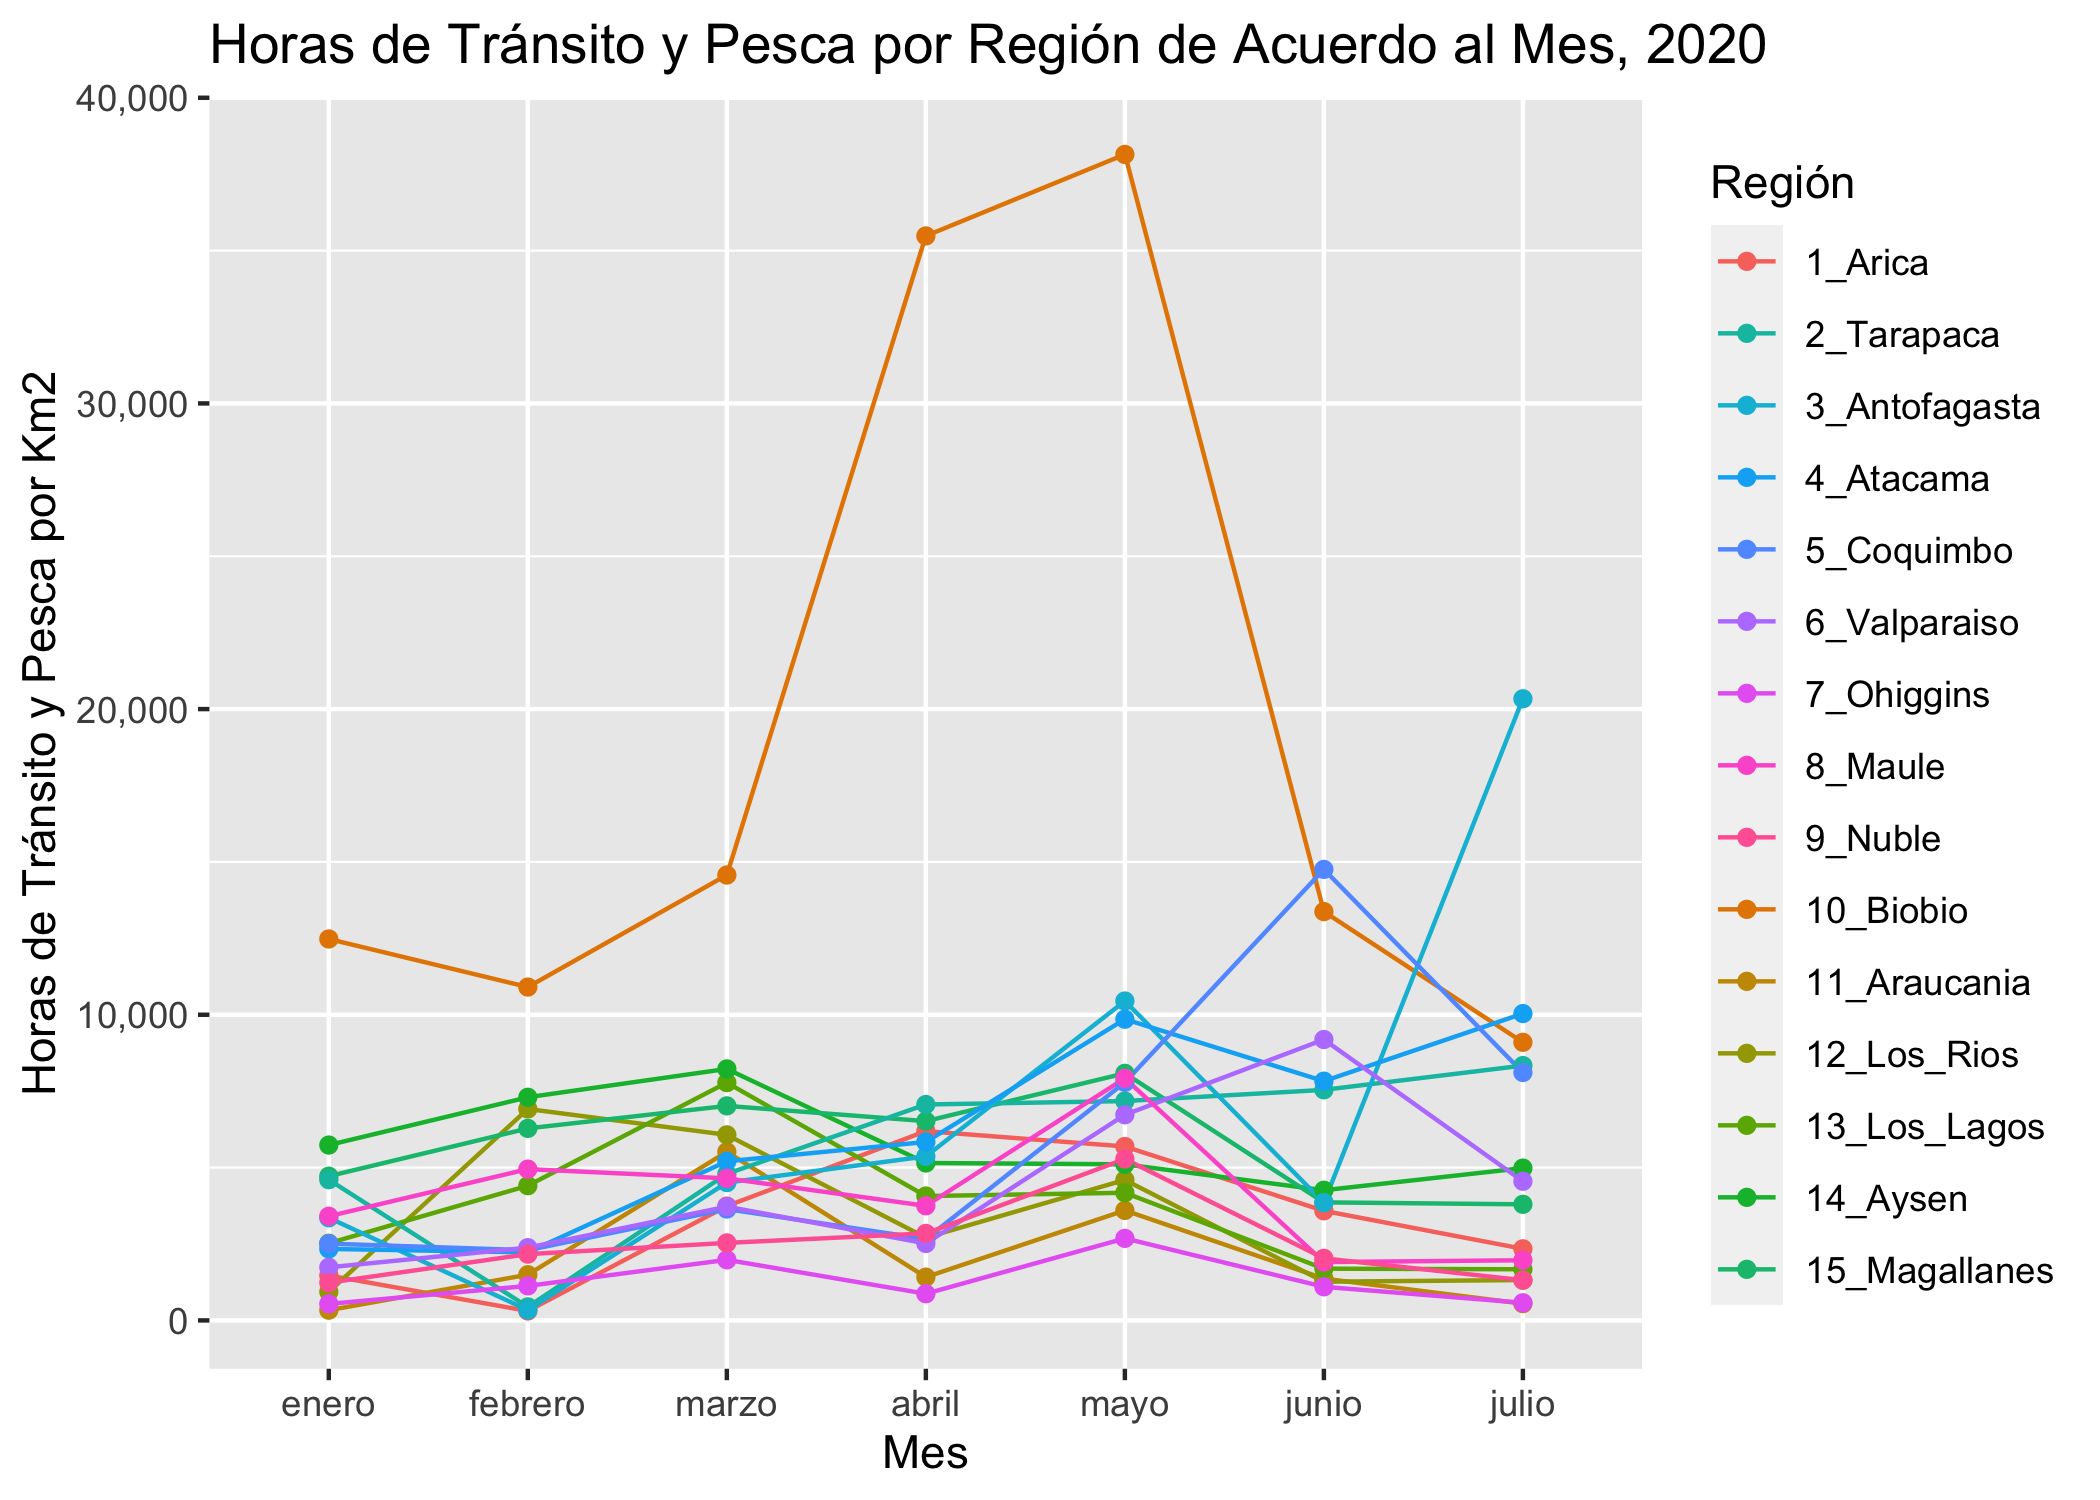 Horas de Tránsito y Pesca por Región de Acuerdo al Mes, 2020
Horas de Tránsito y Pesca por Km2
40,000
30,000
20,000
10,000
0
enero
febrero
marzo
abril
mayo
junio
julio
Mes
Región
1_Arica
2_Tarapaca
3_Antofagasta
4_Atacama
5_Coquimbo
6_Valparaiso
7_Ohiggins
8_Maule
9_Nuble
10_Biobio
11_Araucania
12_Los_Rios
13_Los_Lagos
14_Aysen
15_Magallanes